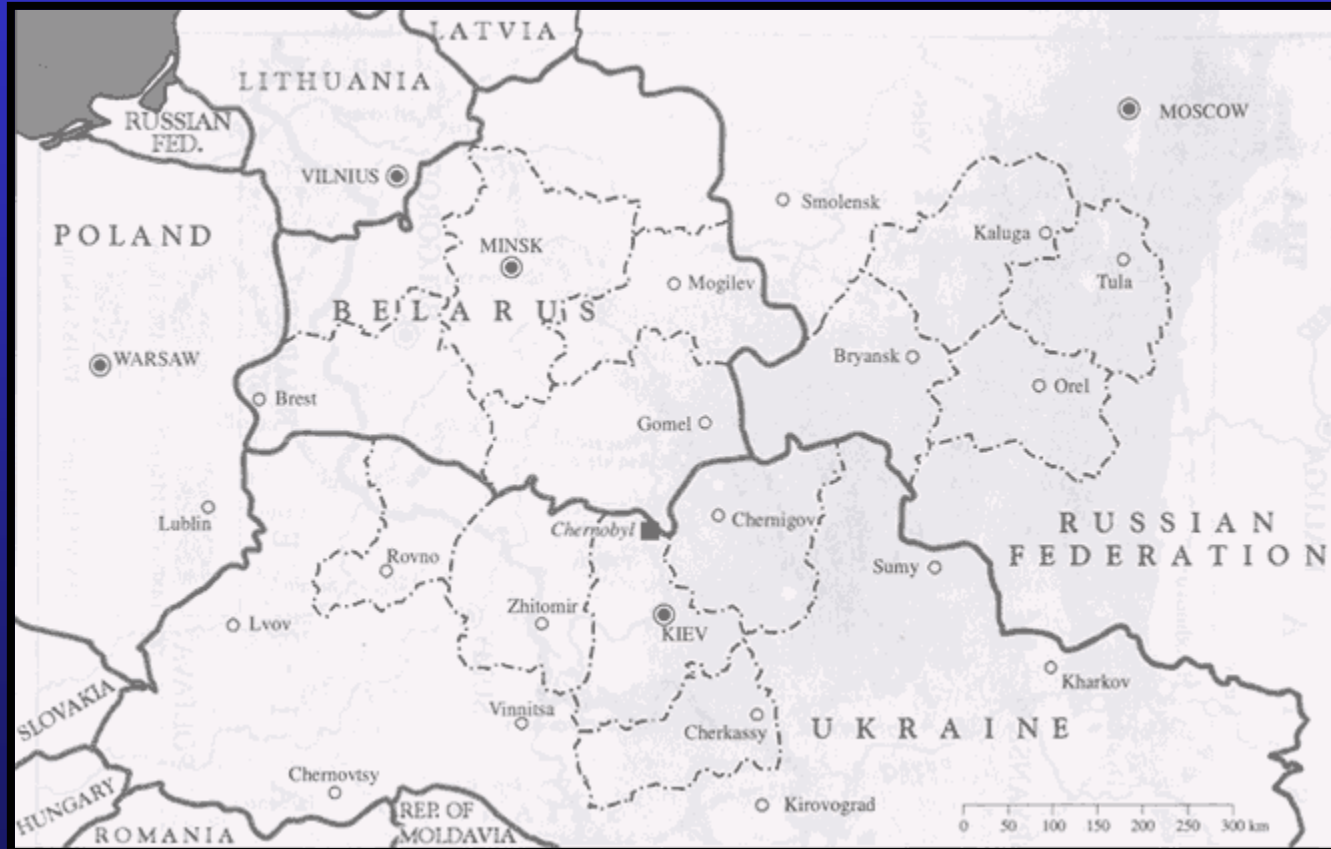 LATVIA
LITHUANIA
MOSCOW
RUSSIAN
FED.
VILNIUS
Smolensk
POLAND
Kaluga
MINSK
Tula
Mogilev
BELARUS
WARSAW
Bryansk
Orel
Brest
Gomel
Lublin
Chernobyl
Chernigov
RUSSIAN
FEDERATION
Rovno
Sumy
Zhitomir
Lvov
KIEV
Kharkov
SLOVAKIA
Vinnitsa
Cherkassy
UKRAINE
Chernovtsy
HUNGARY
REP. OF
MOLDAVIA
Kirovograd
ROMANIA
0 50 100 150 200 250 300 km